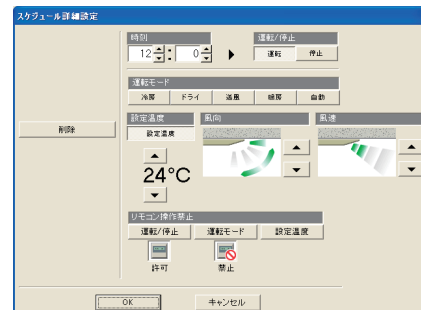 スケジュール詳細設定
時刻
運転/停止
12 : 0
運転 停止
運転モード
冷房 ドライ 送風 暖房 自動
削除
設定温度 風向 風速
設定温度
24℃
リモコン操作禁止
運転/停止 運転モード 設定温度
許可 禁止
OK キャンセル